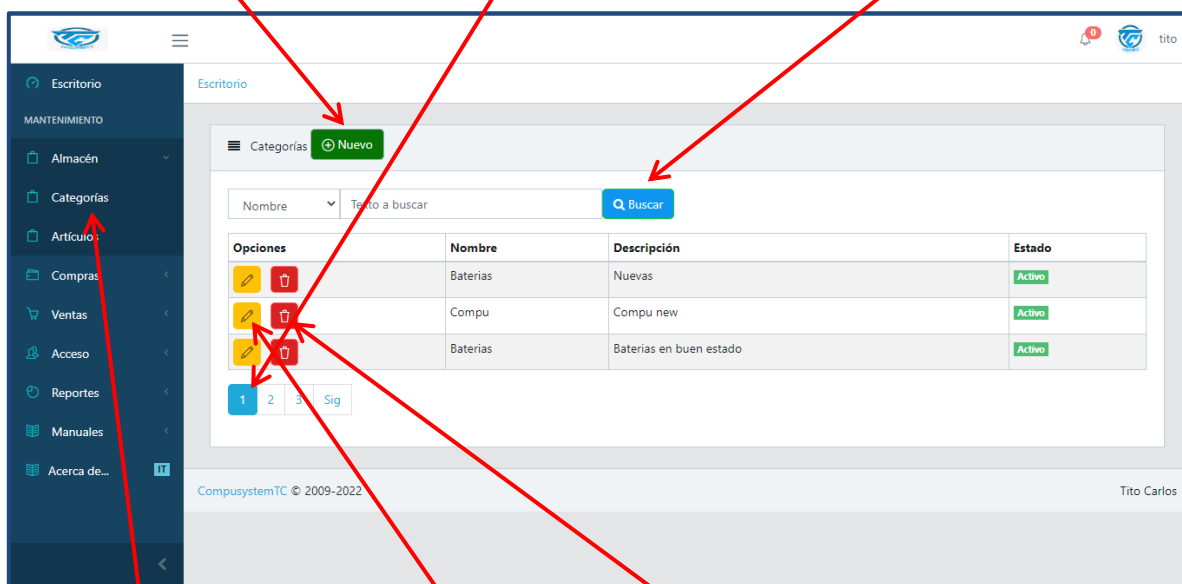 0
tito
Escritorio
MANTENIMIENTO
Almacén
Categorías
Artículos
Compras
Ventas
Acceso
Reportes
Manuales
Acerca de... IT
Escritorio
Categorías Nuevo
Nombre Texto a buscar Buscar
Opciones Nombre Descripción Estado
Baterias Nuevas Activo
Compu Compu new Activo
Baterias Baterias en buen estado Activo
1 2 3 Sig
CompusystemTC © 2009-2022 Tito Carlos